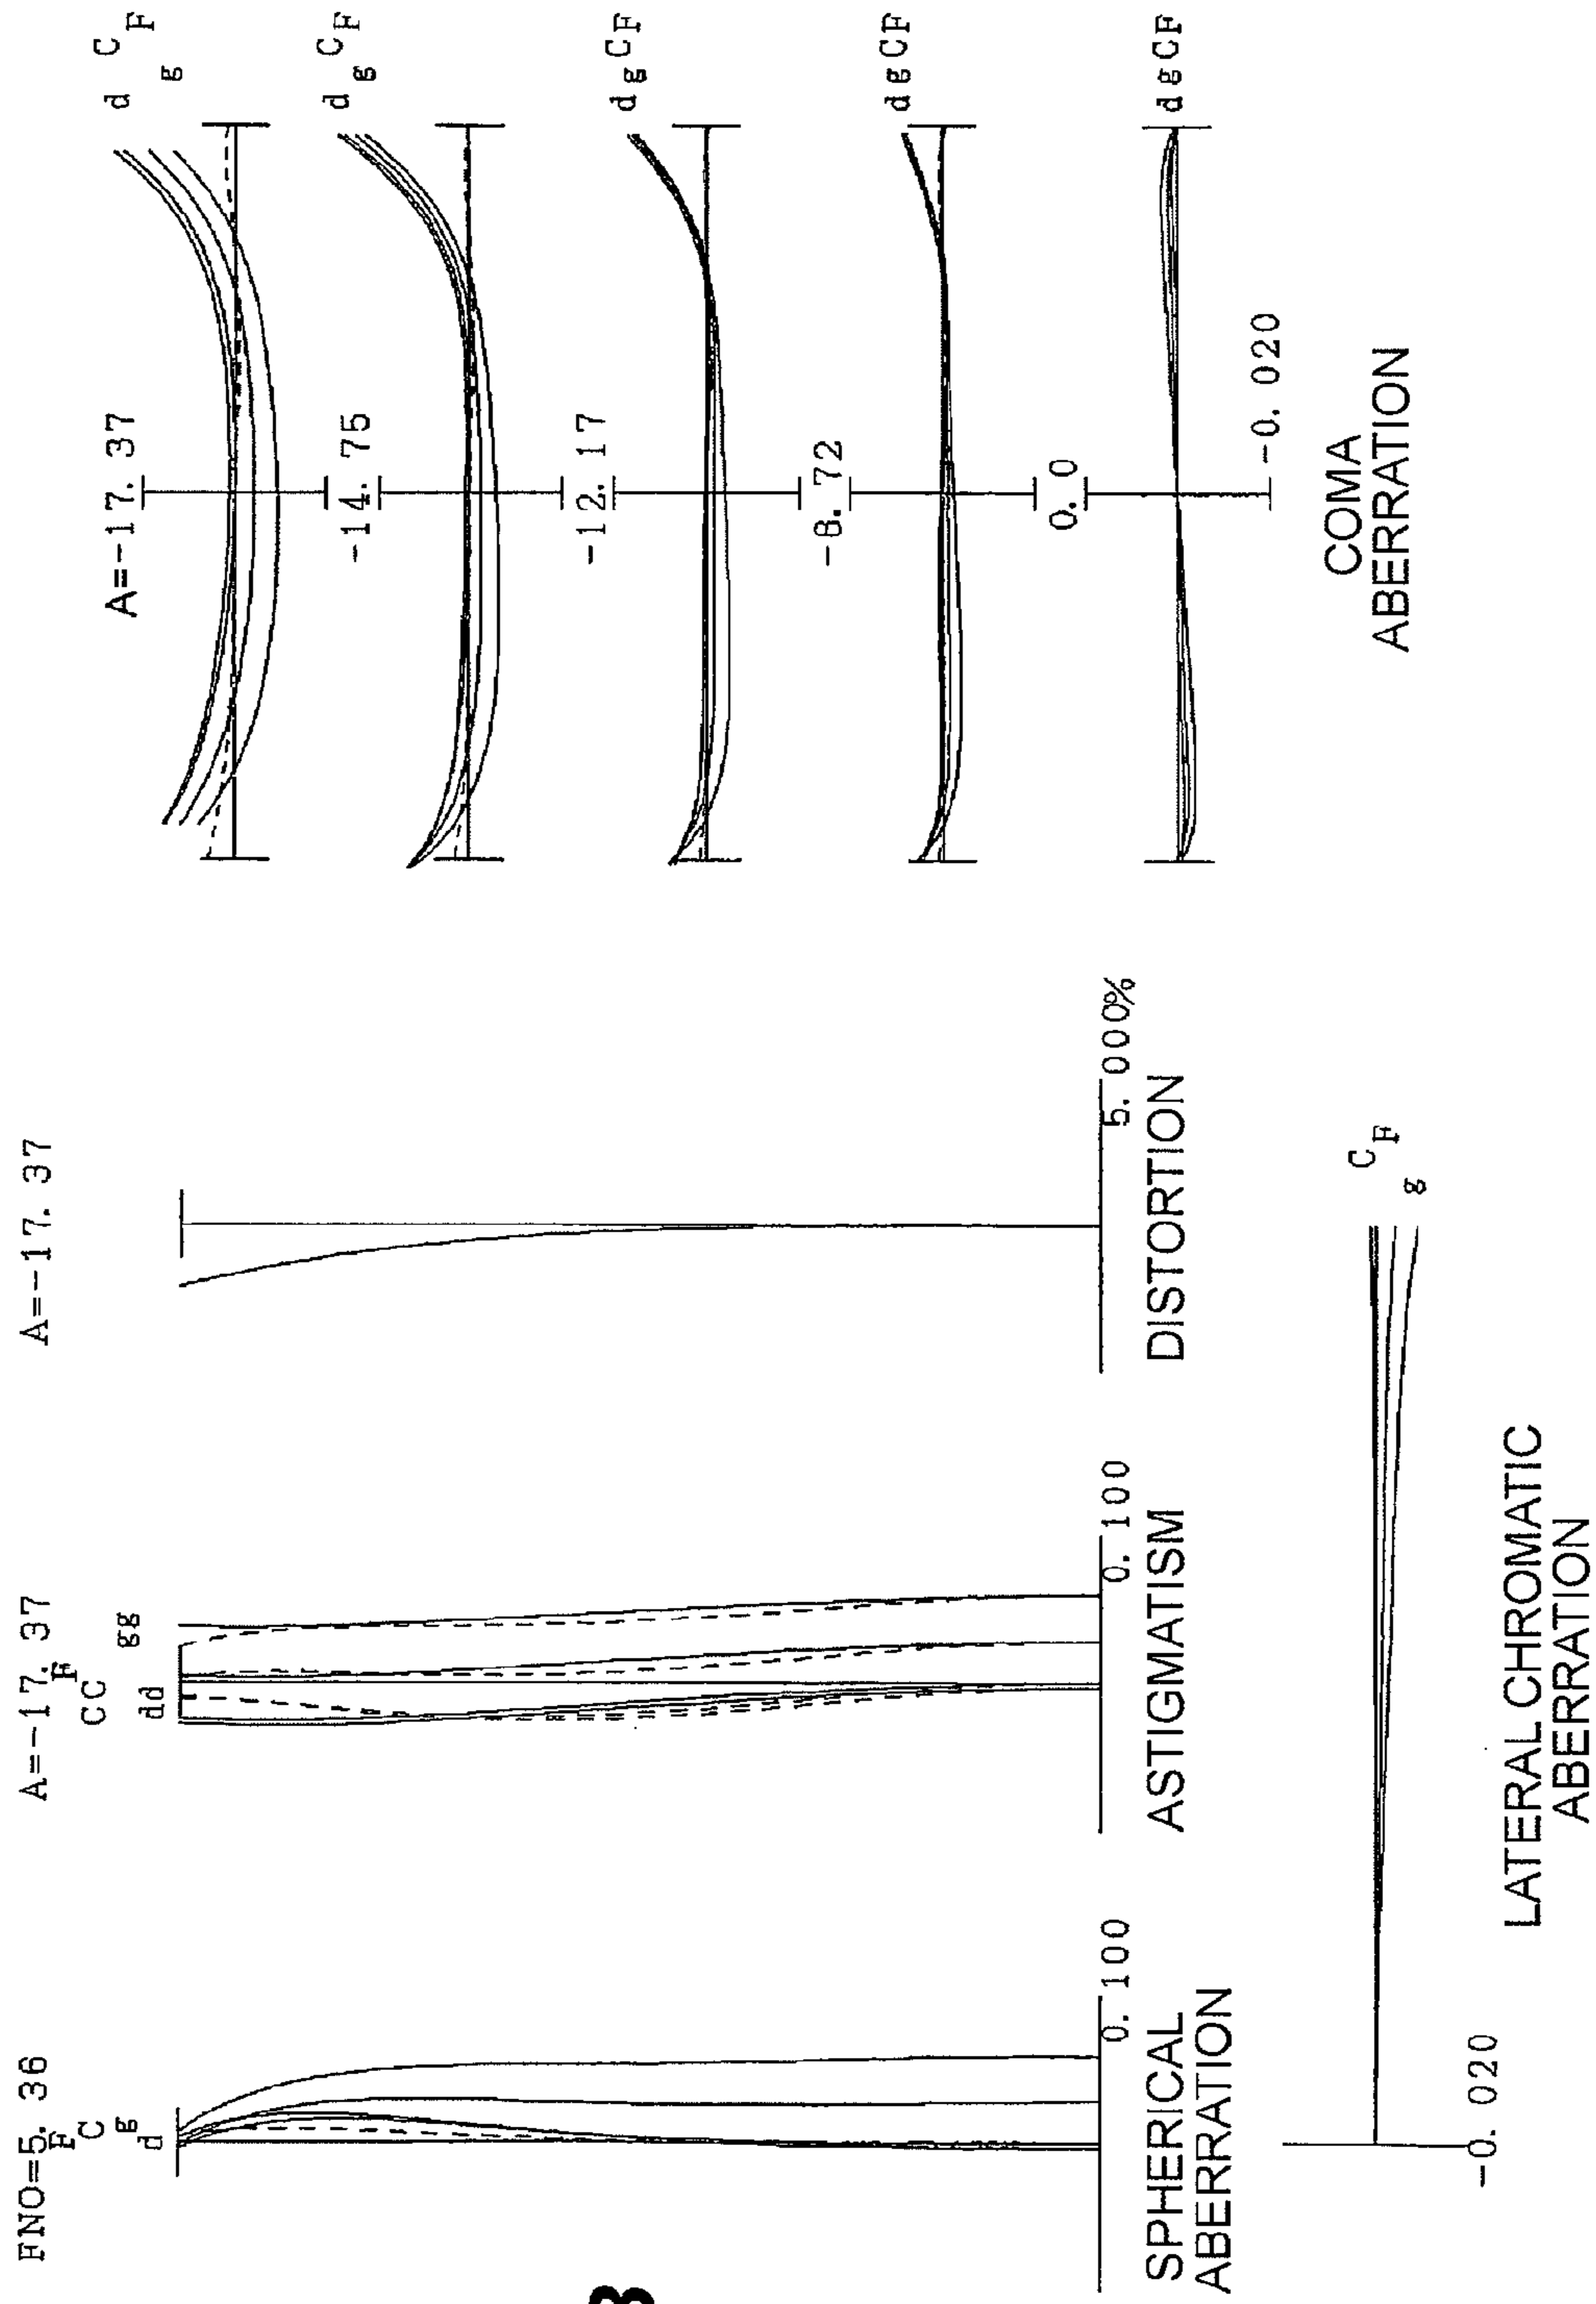 FNO=5. 36
F
C
g
d
0. 100
SPHERICAL
ABERRATION
A=-17. 37
F
CC
gg
dd
0. 100
ASTIGMATISM
A=-17. 37
5. 000%
DISTORTION
A=-17. 37
d g C F
-14. 75
d g C F
-12. 17
d g C F
-8. 72
d g C F
0. 0
d g C F
-0. 020
COMA
ABERRATION
C
F
g
-0. 020
LATERAL CHROMATIC
ABERRATION